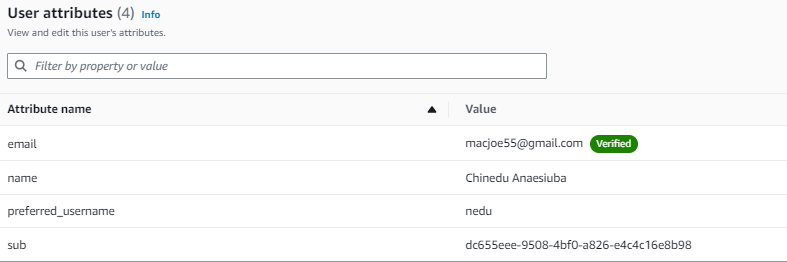 User attributes (4) Info
View and edit this user's attributes.
Filter by property or value
Attribute name Value
email macjoe55@gmail.com Verified
name Chinedu Anaesiuba
preferred_username nedu
sub dc655eee-9508-4bf0-a826-e4c4c16e8b98